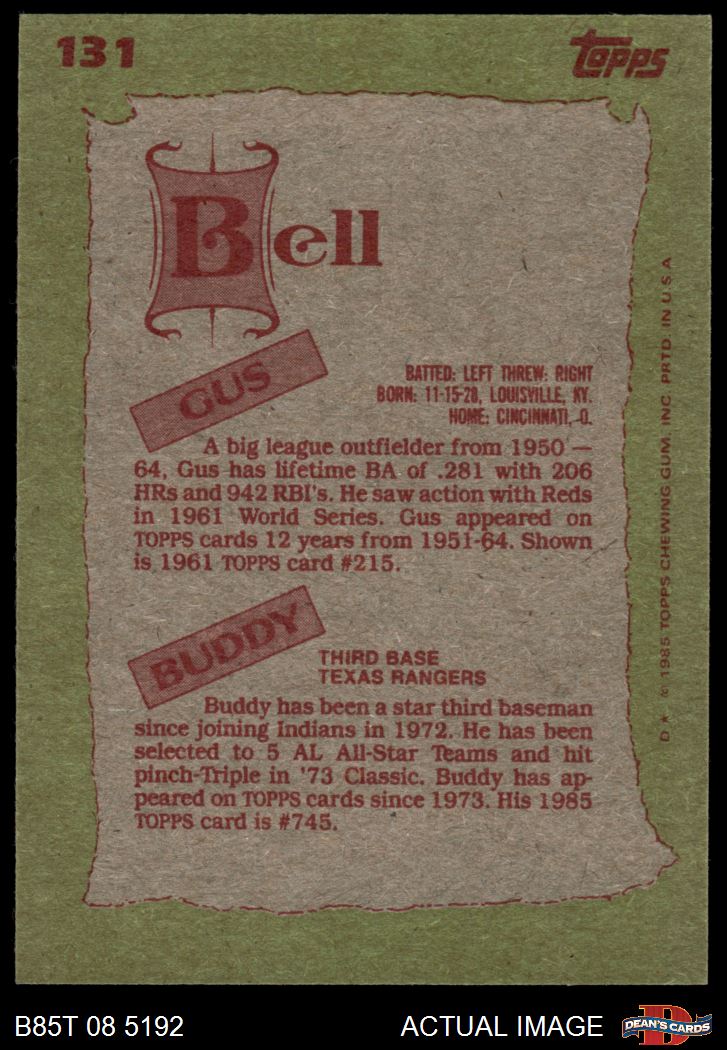 131
TOPPS
Bell
GUS
BATTED: LEFT THREW: RIGHT
BORN: 11-15-28, LOUISVILLE, KY.
HOME: CINCINNATI, O.
A big league outfielder from 1950 —
64, Gus has lifetime BA of .281 with 206
HRs and 942 RBI's. He saw action with Reds
in 1961 World Series. Gus appeared on
TOPPS cards 12 years from 1951-64. Shown
is 1961 TOPPS card #215.
BUDDY
THIRD BASE
TEXAS RANGERS
Buddy has been a star third baseman
since joining Indians in 1972. He has been
selected to 5 AL All-Star Teams and hit
pinch-Triple in '73 Classic. Buddy has ap-
peared on TOPPS cards since 1973. His 1985
TOPPS card is #745.
D★ © 1985 TOPPS CHEWING GUM, INC. PRTD. IN U.S.A
B85T 08 5192
ACTUAL IMAGE
D
DEAN'S CARDS